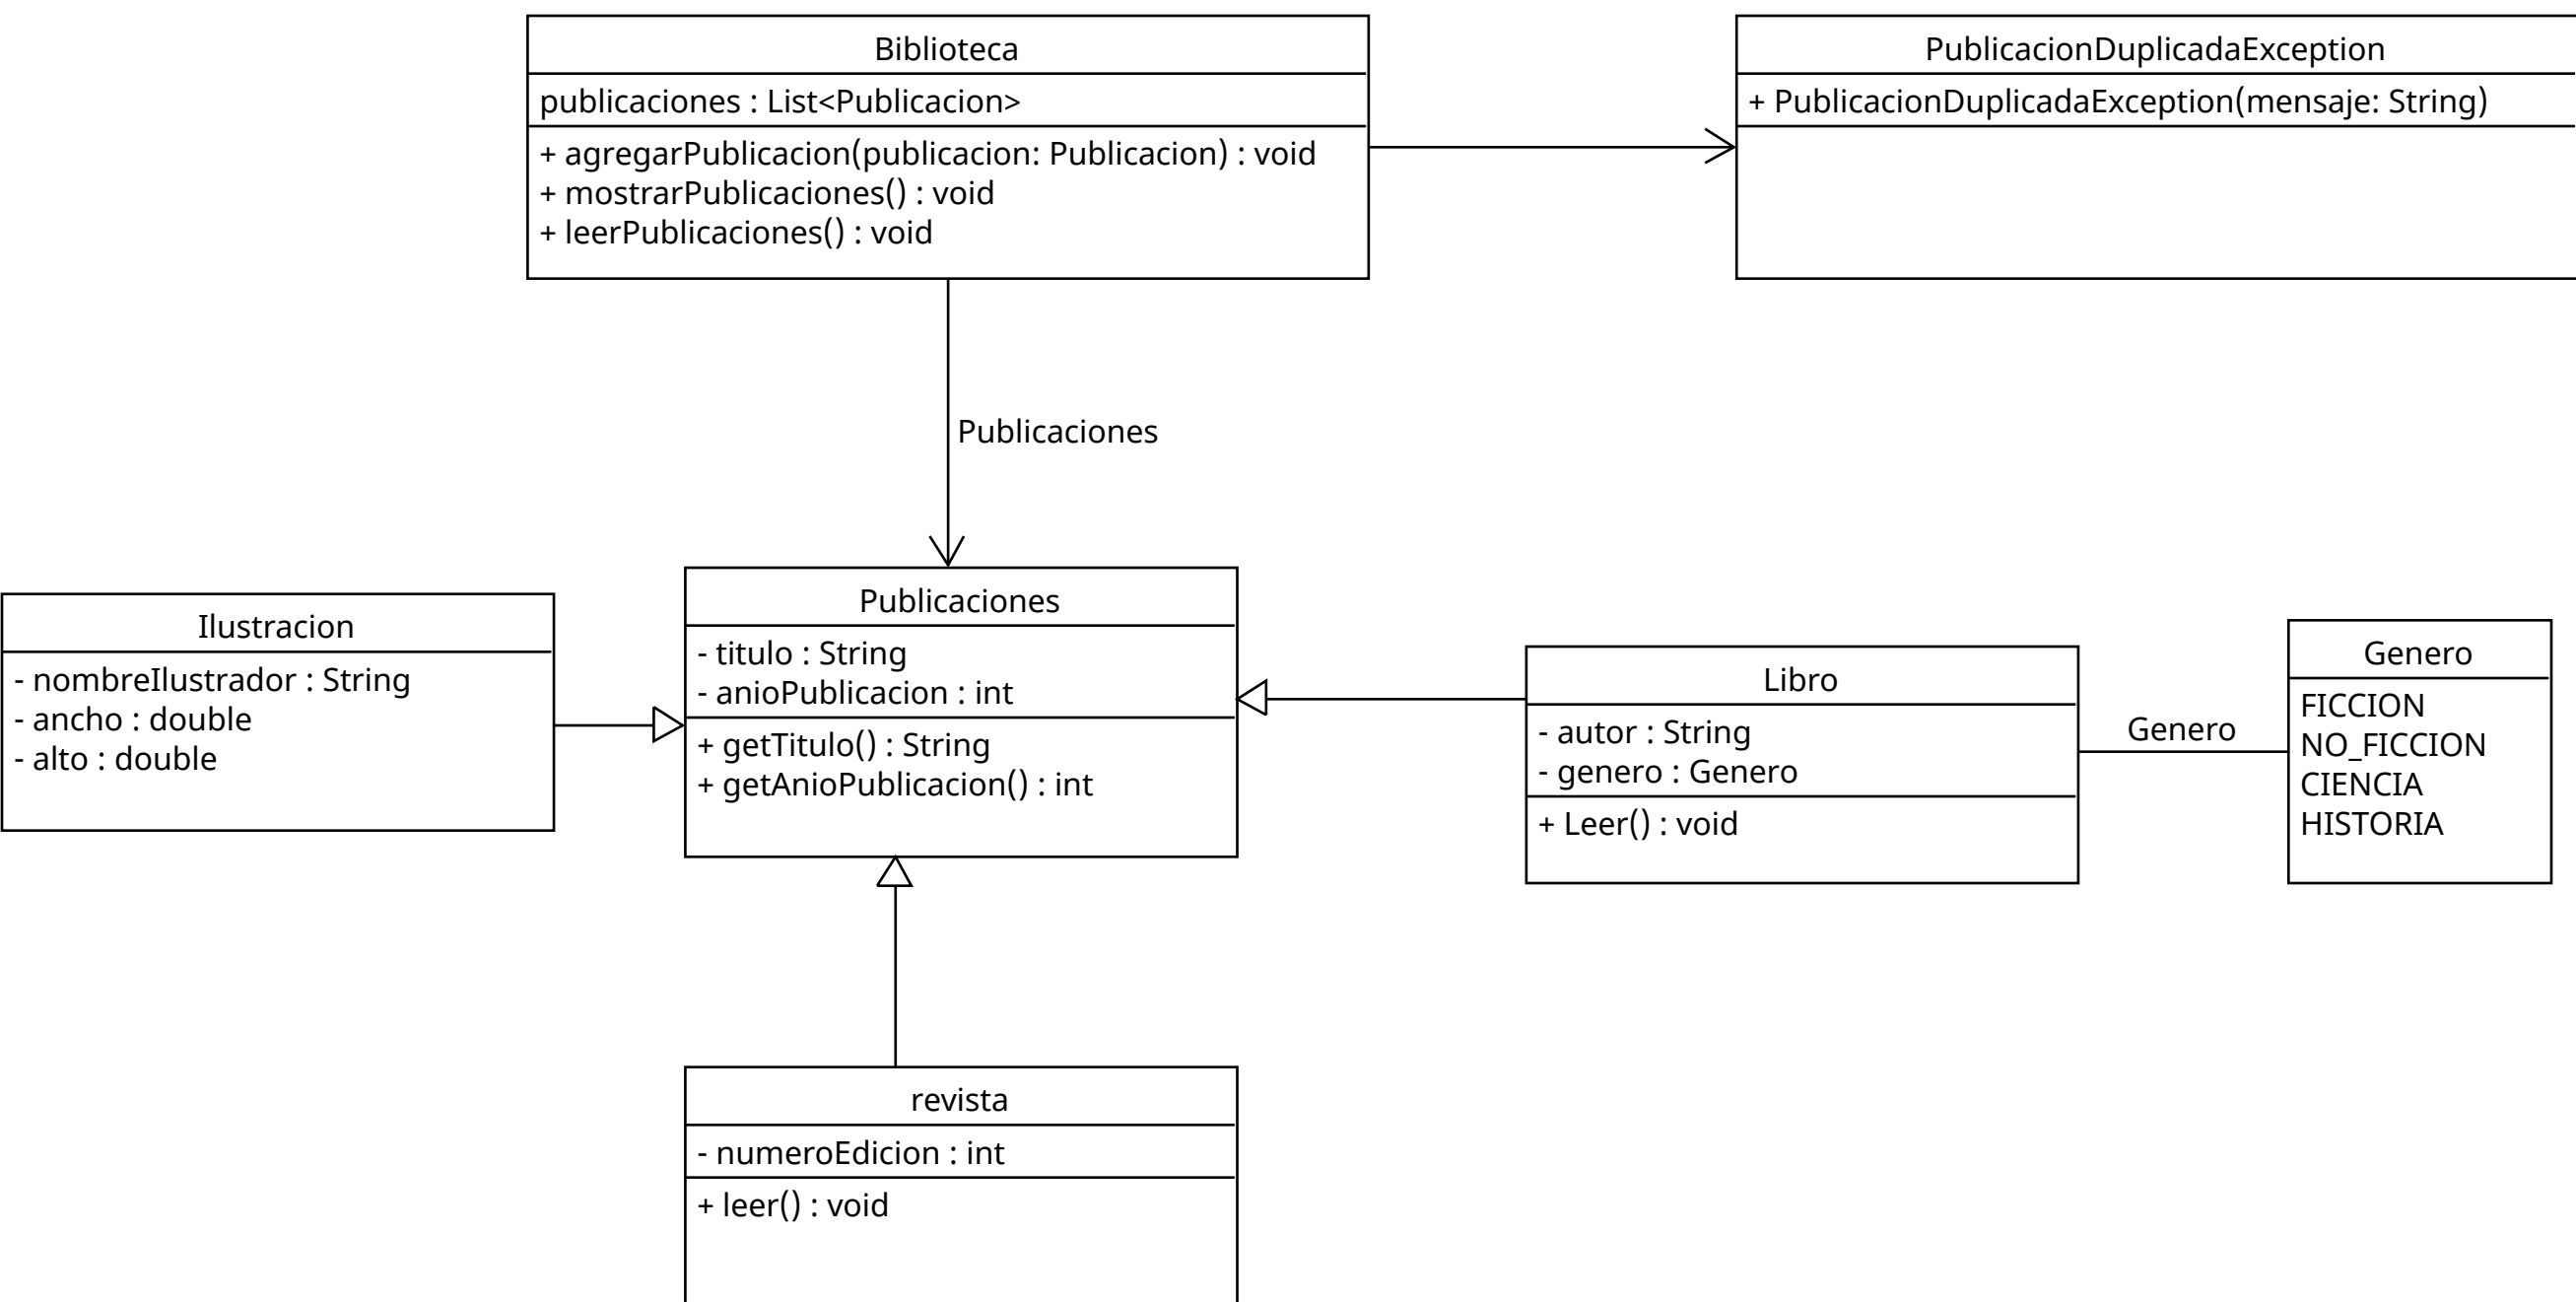 Biblioteca
publicaciones : List<Publicacion>
+ agregarPublicacion(publicacion: Publicacion) : void
+ mostrarPublicaciones() : void
+ leerPublicaciones() : void
PublicacionDuplicadaException
+ PublicacionDuplicadaException(mensaje: String)
Publicaciones
Ilustracion
- nombreIlustrador : String
- ancho : double
- alto : double
Publicaciones
- titulo : String
- anioPublicacion : int
+ getTitulo() : String
+ getAnioPublicacion() : int
Libro
- autor : String
- genero : Genero
+ Leer() : void
Genero
Genero
FICCION
NO_FICCION
CIENCIA
HISTORIA
revista
- numeroEdicion : int
+ leer() : void